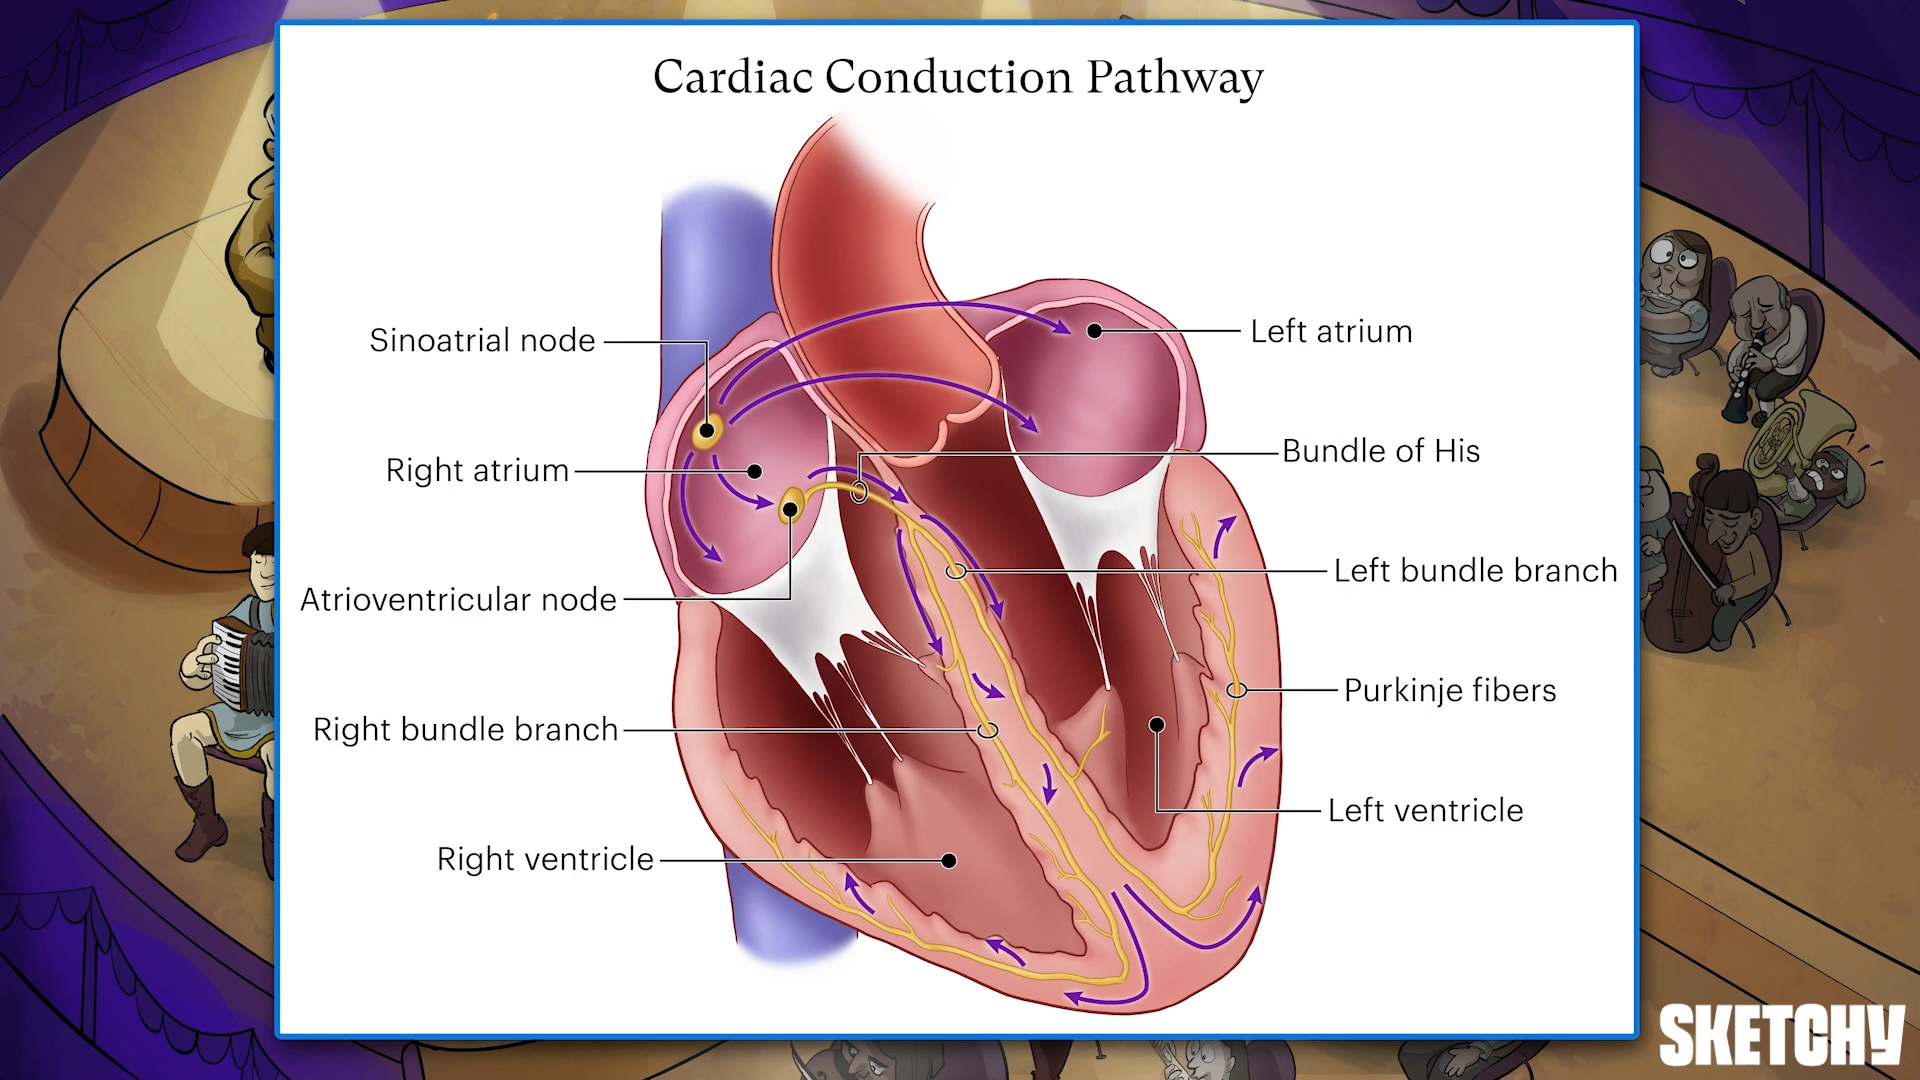 Cardiac Conduction Pathway
Sinoatrial node
Left atrium
Right atrium
Bundle of His
Atrioventricular node
Left bundle branch
Right bundle branch
Purkinje fibers
Right ventricle
Left ventricle
SKETCHY